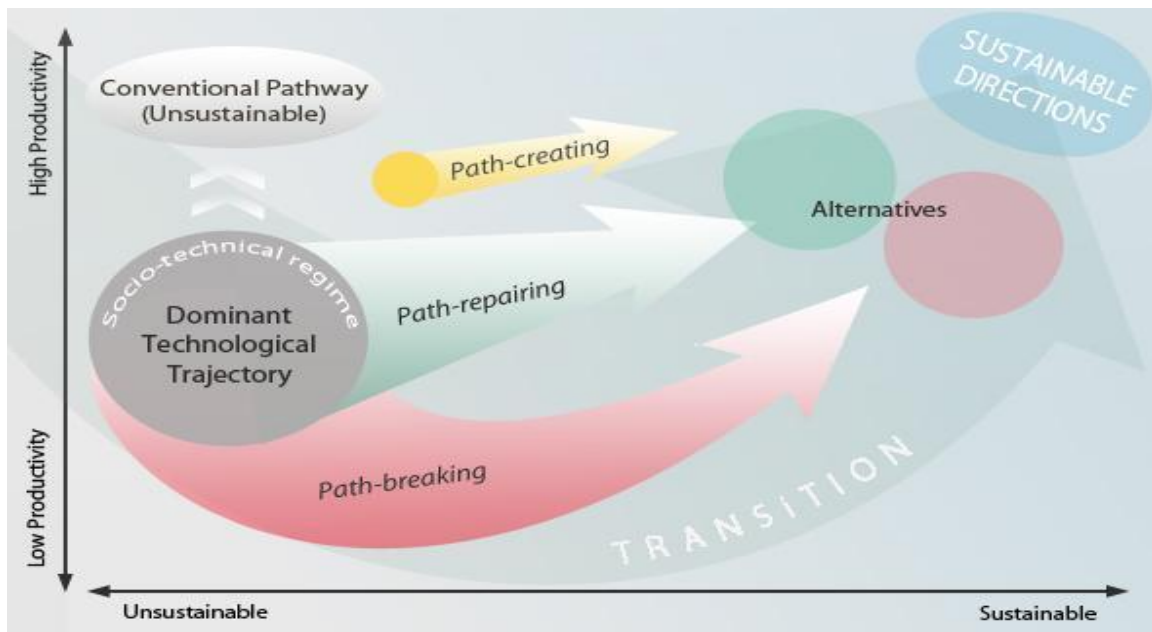 High Productivity
Low Productivity
Conventional Pathway
(Unsustainable)
SUSTAINABLE
DIRECTIONS
Path-creating
Alternatives
Socio-technical regime
Dominant
Technological
Trajectory
Path-repairing
Path-breaking
TRANSITION
Unsustainable
Sustainable